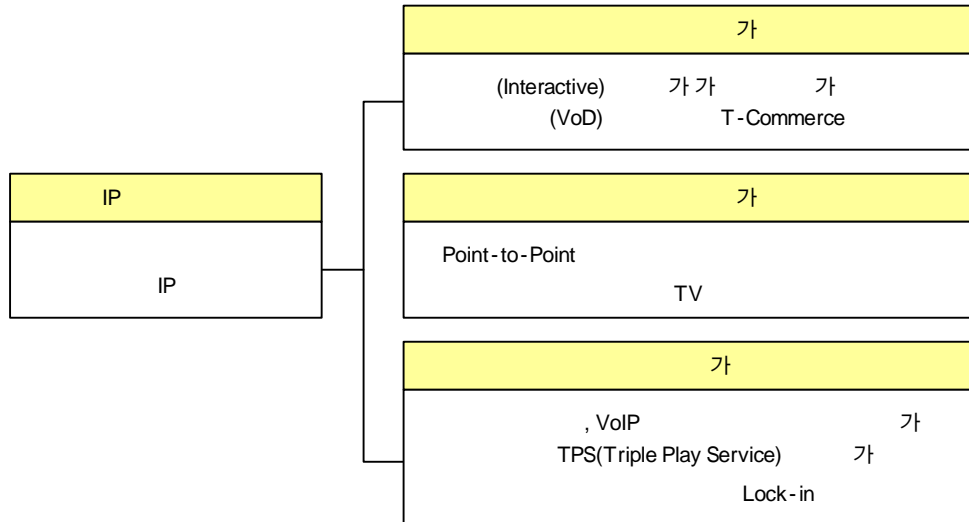 IP
IP
가
(Interactive) 가 가 가
(VoD) T-Commerce
가
Point-to-Point
TV
가
, VoIP 가
TPS(Triple Play Service) 가
Lock-in